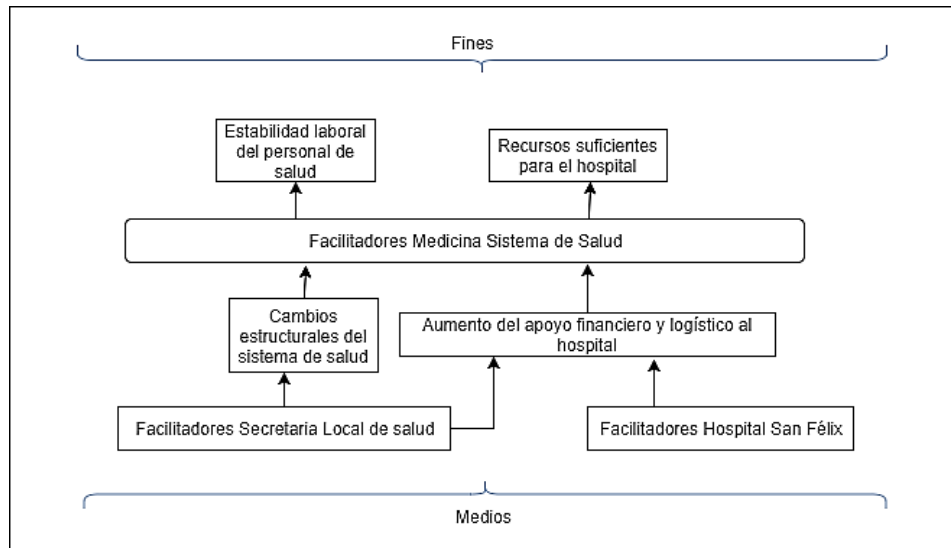 Fines
Estabilidad laboral
del personal de
salud
Recursos suficientes
para el hospital
Facilitadores Medicina Sistema de Salud
Cambios
estructurales del
sistema de salud
Aumento del apoyo financiero y logístico al
hospital
Facilitadores Secretaria Local de salud
Facilitadores Hospital San Félix
Medios